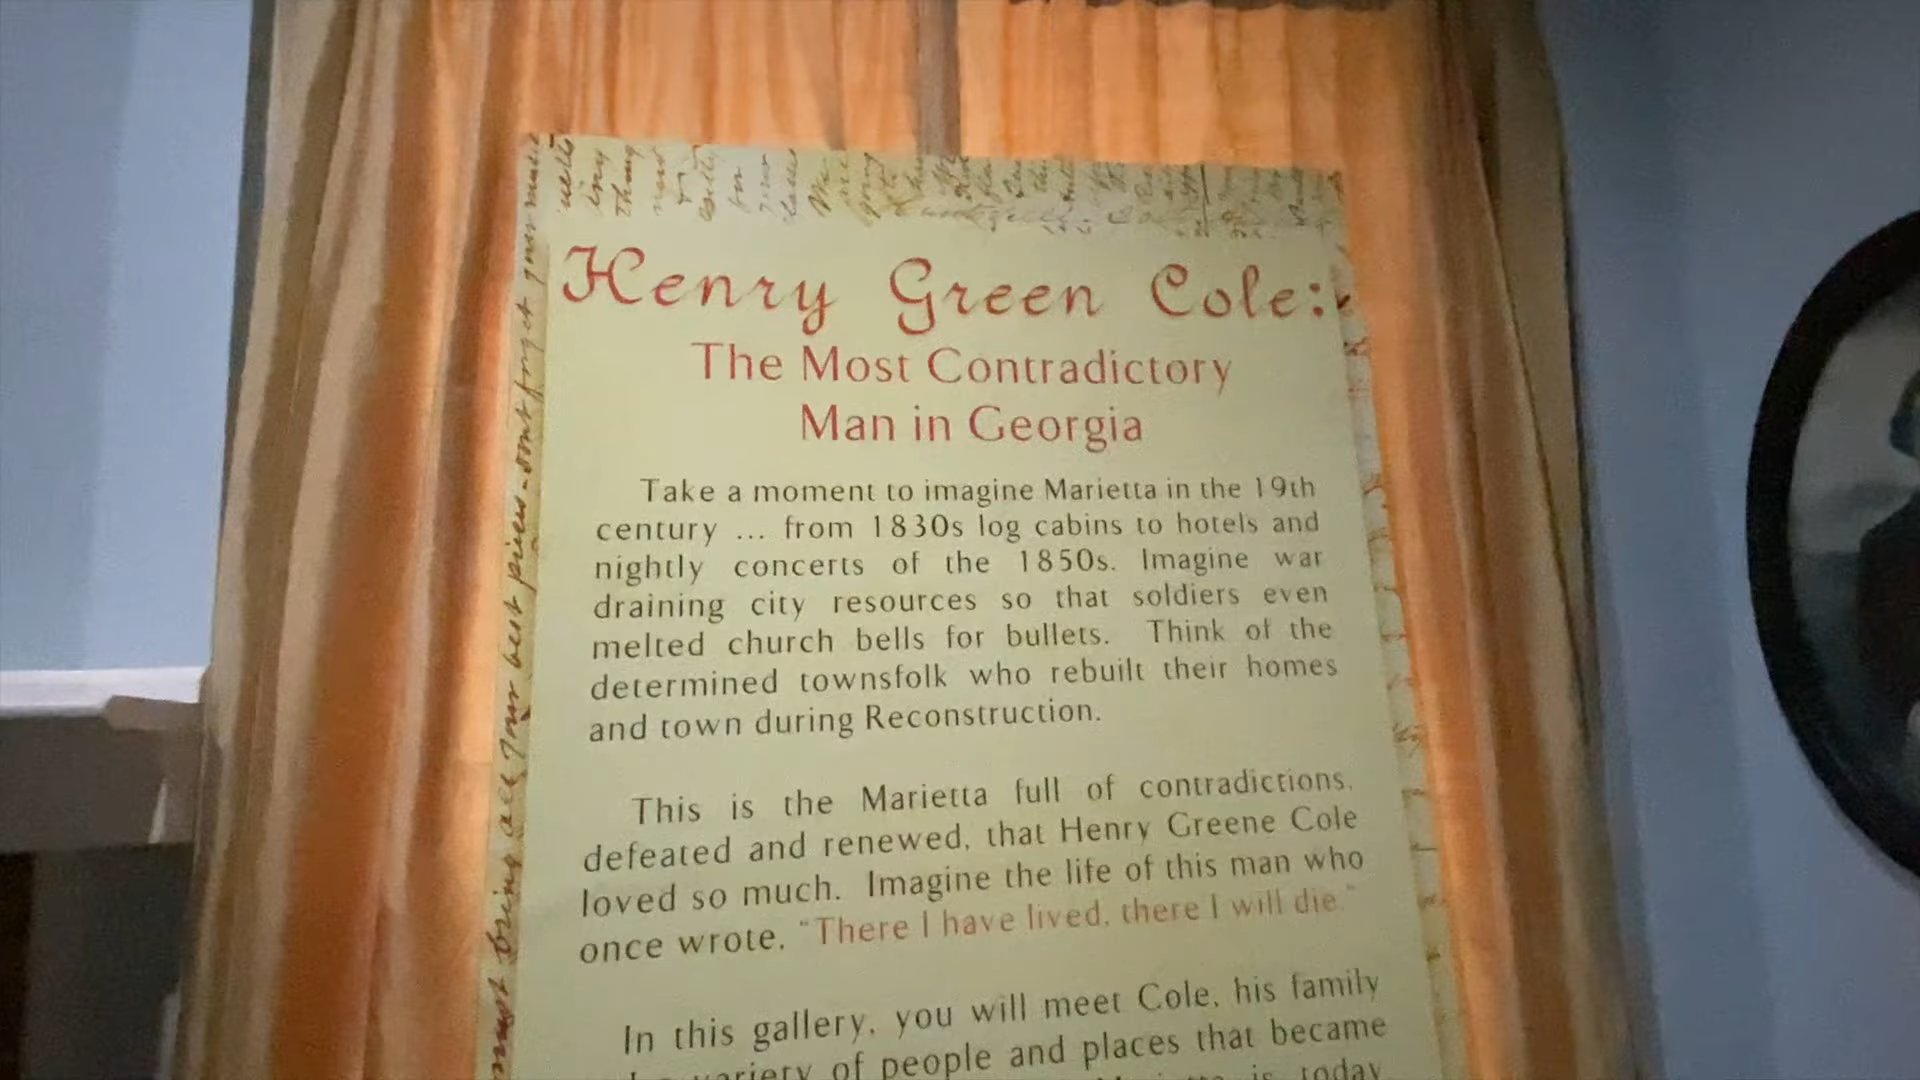 Henry Green Cole:
The Most Contradictory
Man in Georgia
Take a moment to imagine Marietta in the 19th
century ... from 1830s log cabins to hotels and
nightly concerts of the 1850s. Imagine war
draining city resources so that soldiers even
melted church bells for bullets. Think of the
determined townsfolk who rebuilt their homes
and town during Reconstruction.
This is the Marietta full of contradictions,
defeated and renewed, that Henry Greene Cole
loved so much. Imagine the life of this man who
once wrote, "There I have lived, there I will die."
In this gallery, you will meet Cole, his family
variety of people and places that became
is today